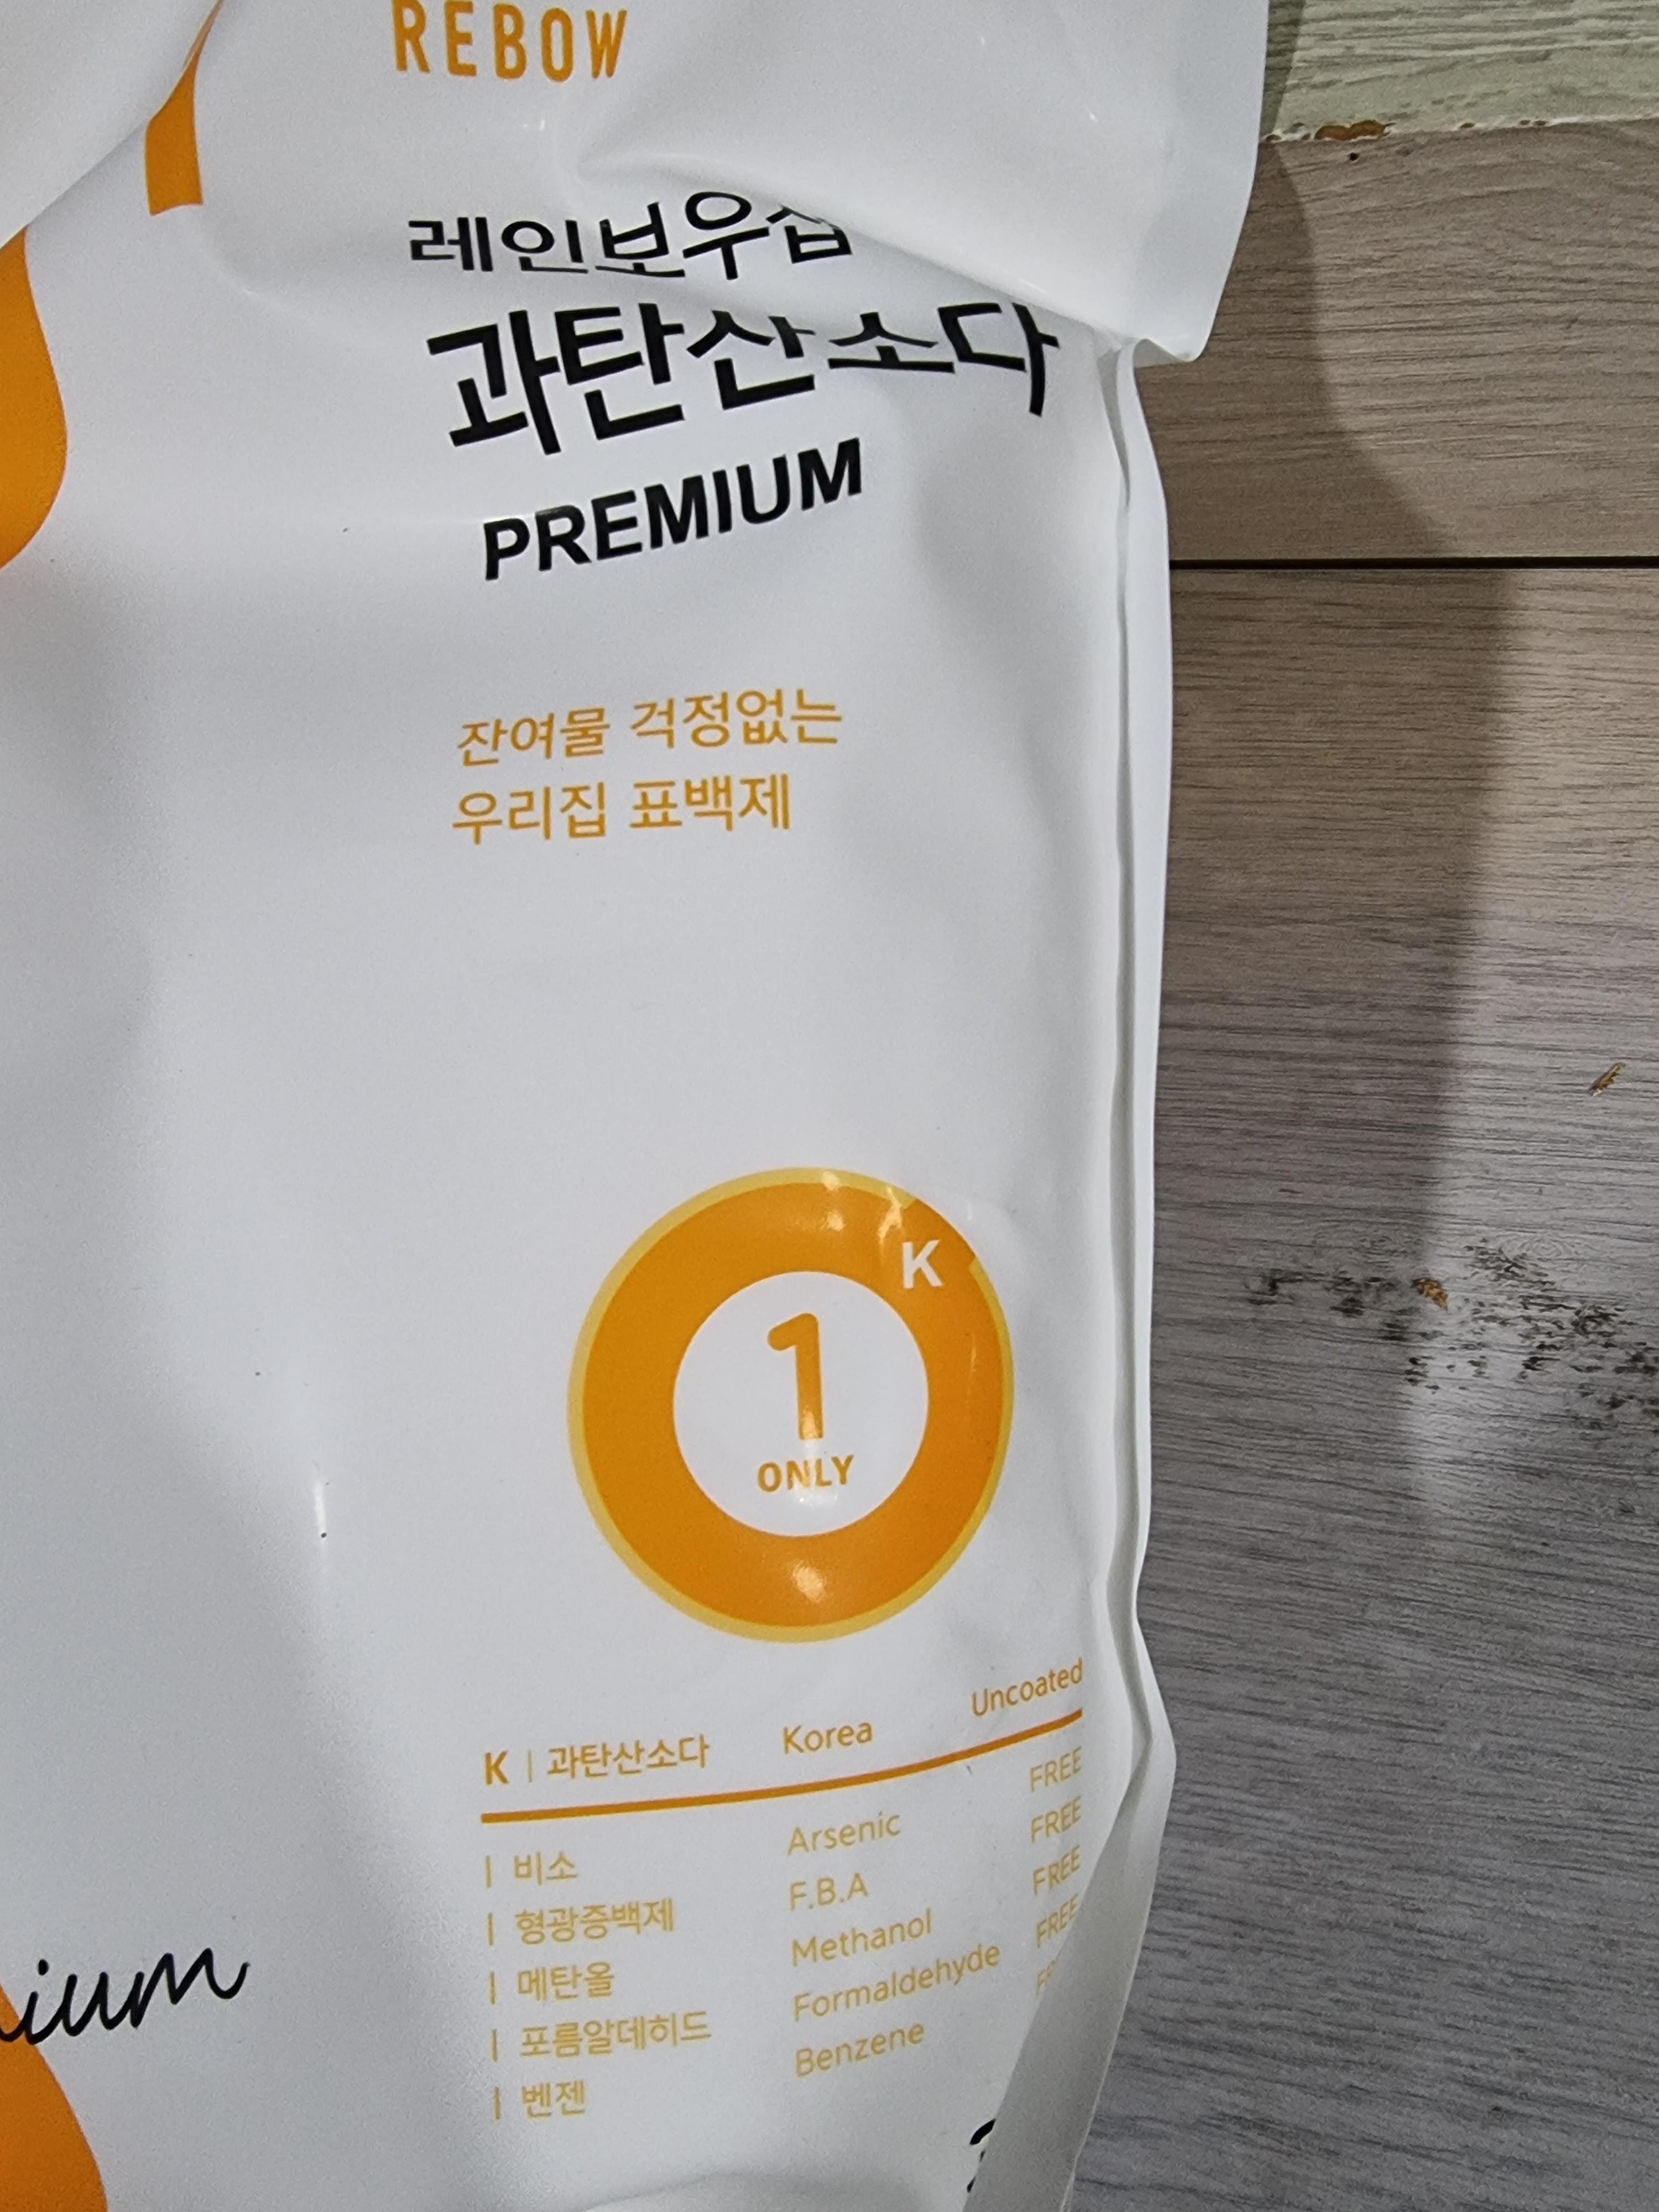 REBOW
레인보우샵
과탄산소다
PREMIUM
잔여물 걱정없는
우리집 표백제
K
1
ONLY
K | 과탄산소다 Korea Uncoated
| 비소 Arsenic FREE
| 형광증백제 F.B.A FREE
| 메탄올 Methanol FREE
| 포름알데히드 Formaldehyde FREE
| 벤젠 Benzene